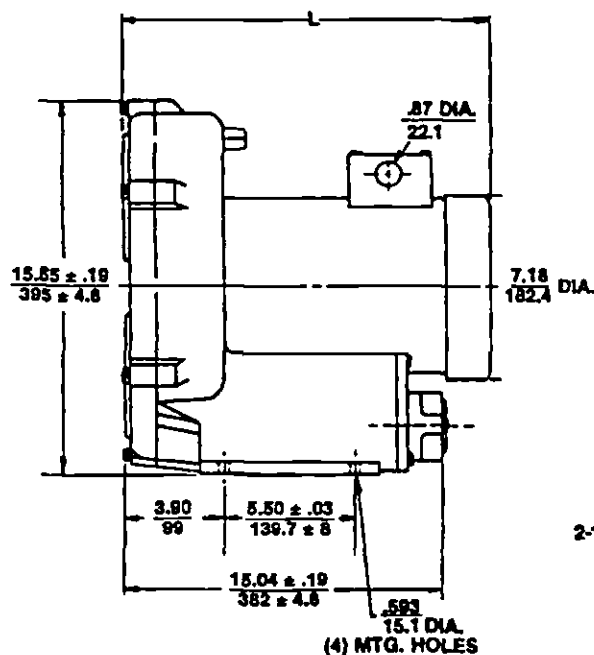 L
.87 DIA.
22.1
15.55 ± .19
395 ± 4.8
7.18
182.4 DIA.
3.90
99
5.50 ± .03
139.7 ± 8
2-
15.04 ± .19
382 ± 4.8
.593
15.1 DIA.
(4) MTG. HOLES